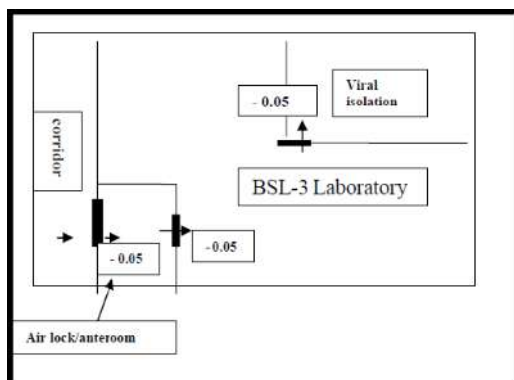 - 0.05
Viral
isolation
corridor
BSL-3 Laboratory
- 0.05
- 0.05
Air lock/anteroom